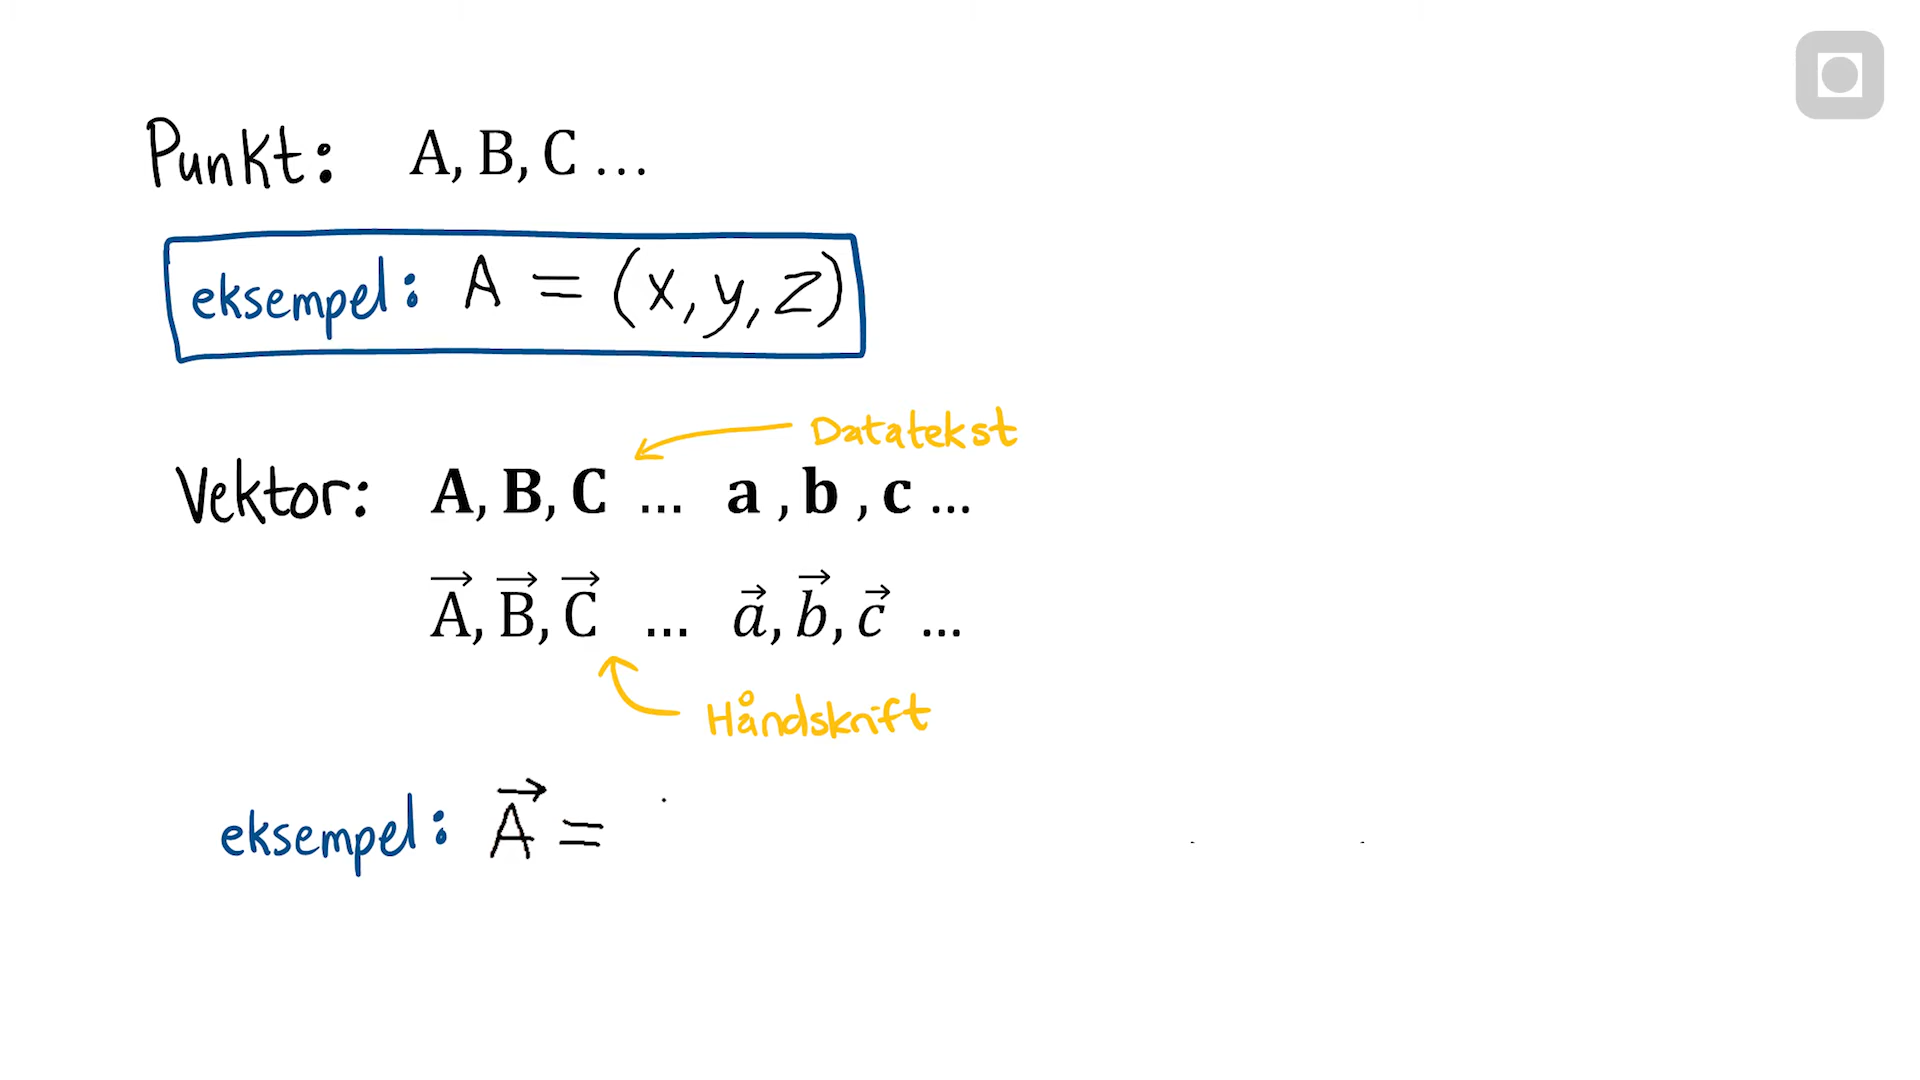 Punkt: A, B, C ...
eksempel: A = (x, y, z)
Datatekst
Vektor: A, B, C ... a , b , c ...
A⃗, B⃗, C⃗ ... a⃗, b⃗, c⃗ ...
Håndskrift
eksempel: A⃗ =